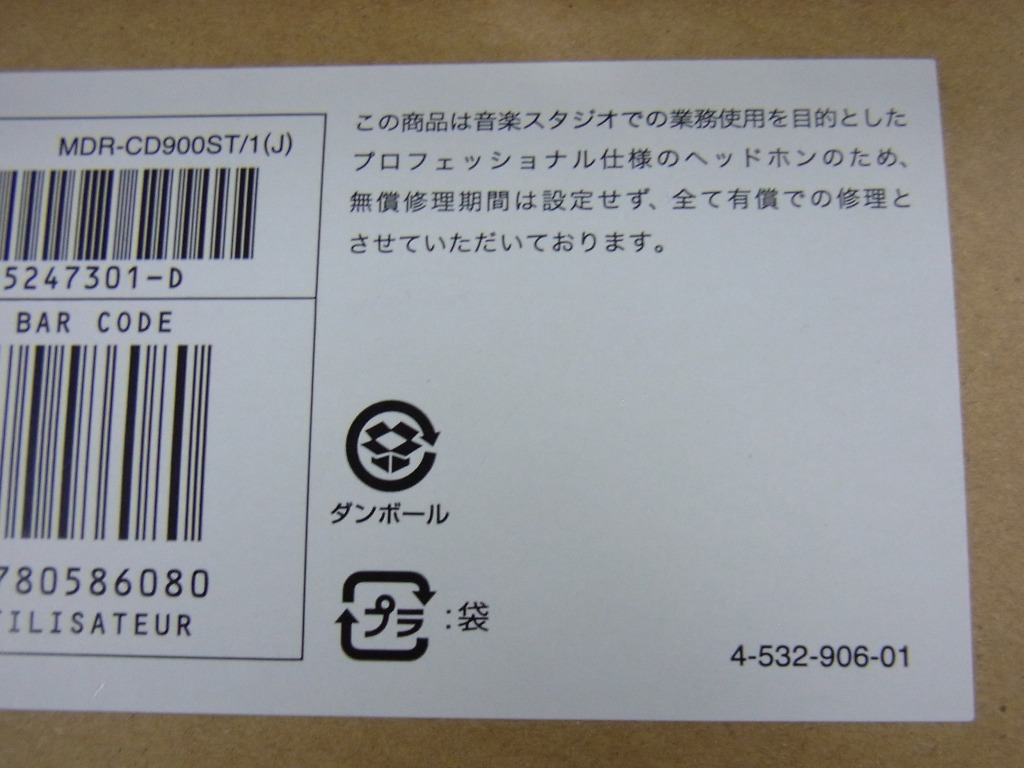 MDR-CD900ST/1(J)
5247301-D
BAR CODE
780586080
TILISATEUR
この商品は音楽スタジオでの業務使用を目的とした
プロフェッショナル仕様のヘッドホンのため、
無償修理期間は設定せず、全て有償での修理と
させていただいております。
ダンボール
プラ :袋
4-532-906-01